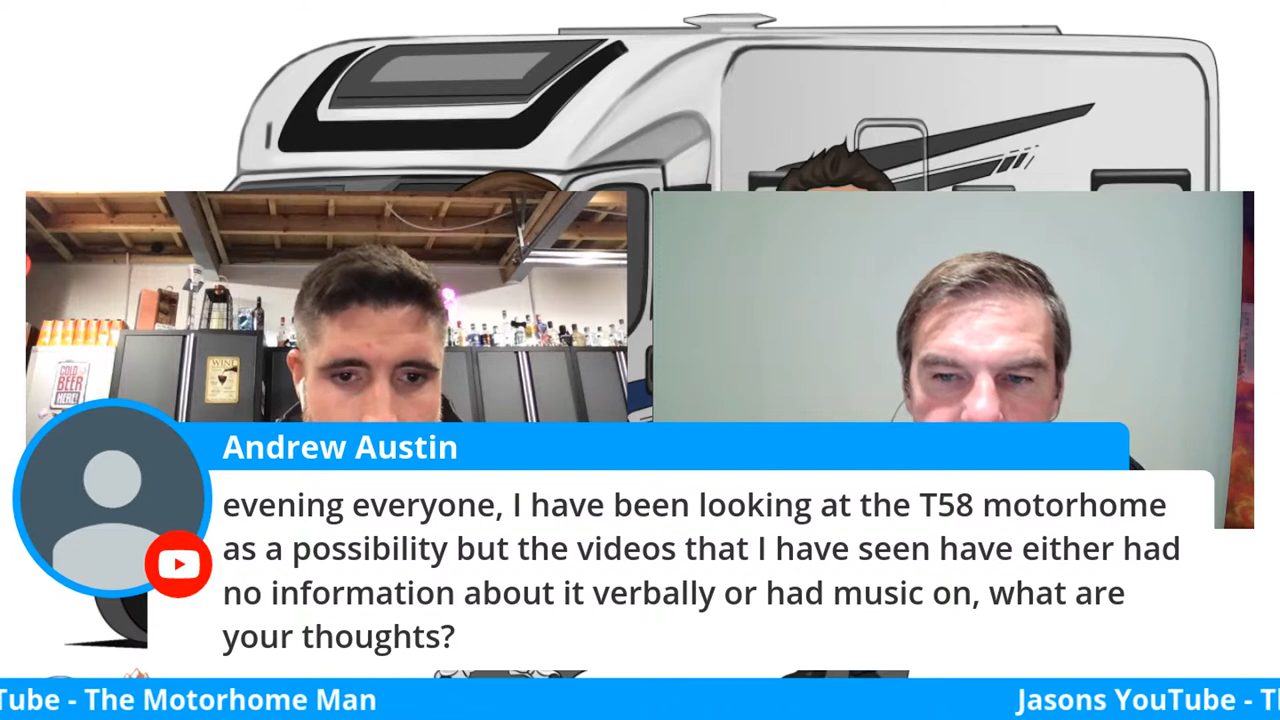 WINE
COLD
BEER
HERE!
Andrew Austin
evening everyone, I have been looking at the T58 motorhome
as a possibility but the videos that I have seen have either had
no information about it verbally or had music on, what are
your thoughts?
Tube - The Motorhome Man
Jasons YouTube - T